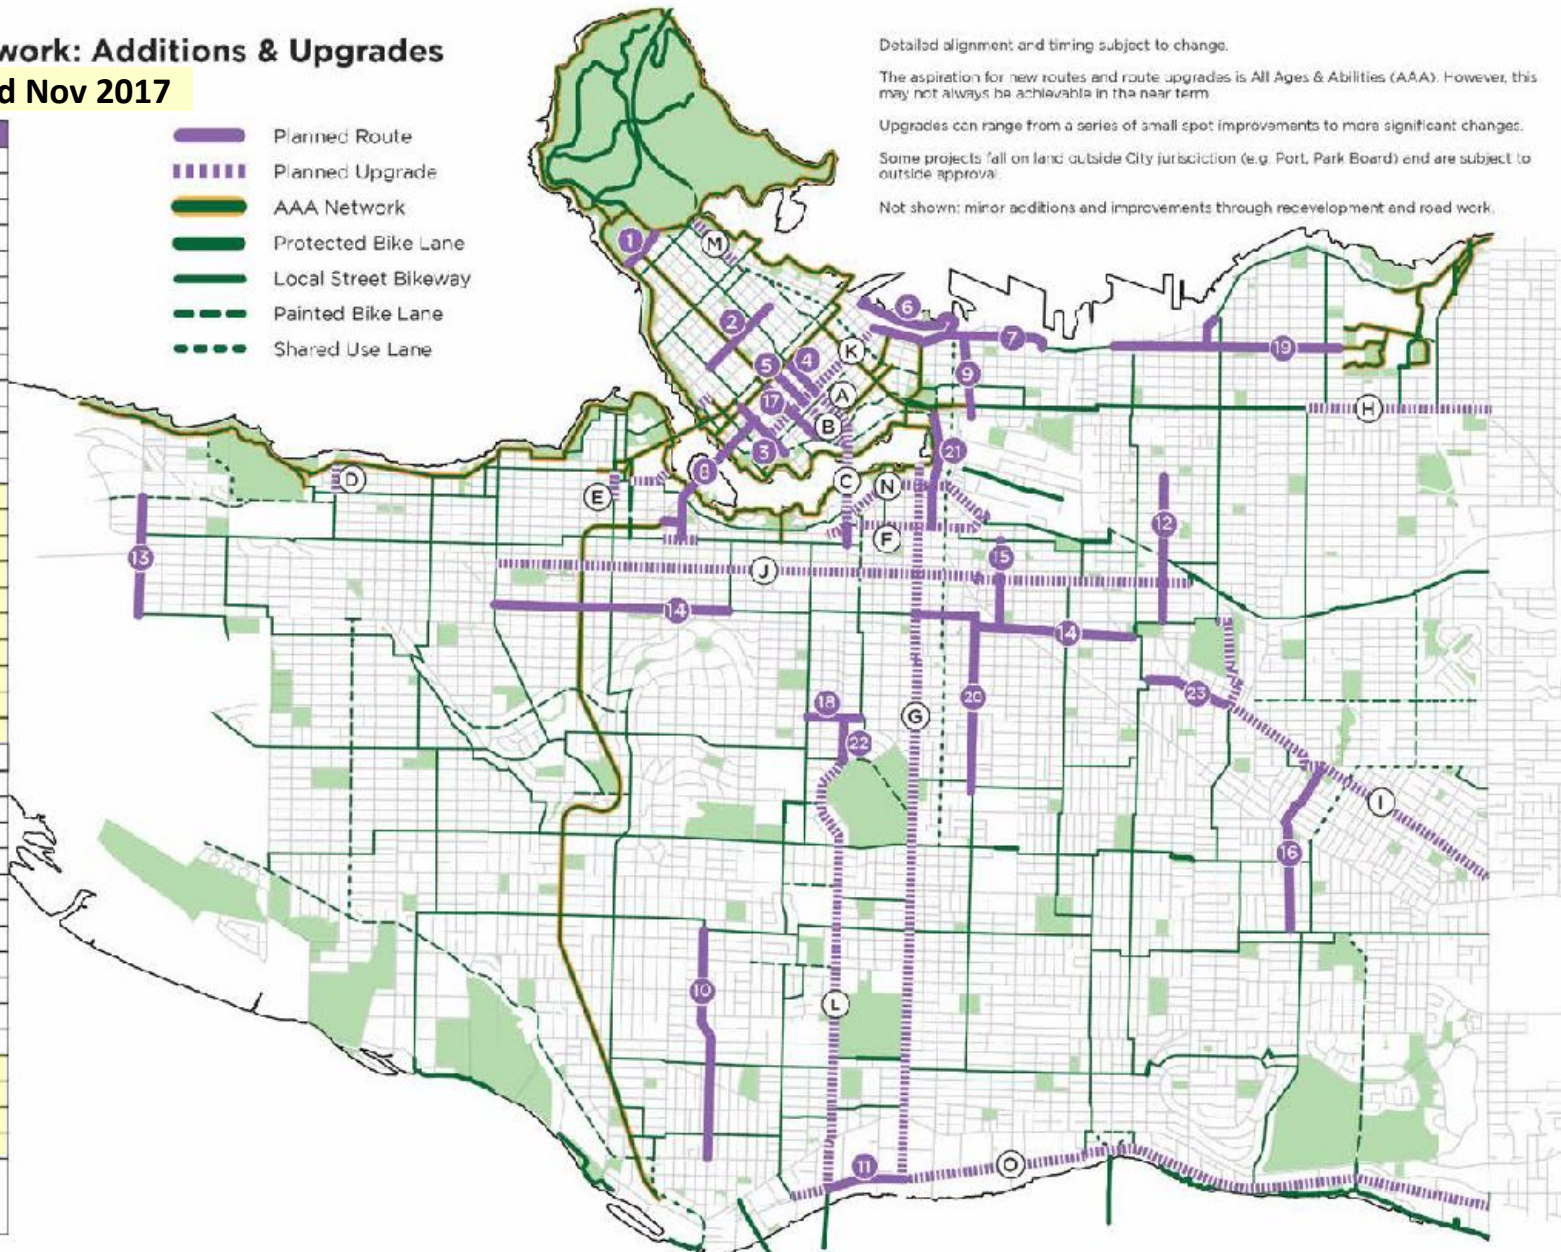 work: Additions & Upgrades
d Nov 2017
Planned Route
Planned Upgrade
AAA Network
Protected Bike Lane
Local Street Bikeway
Painted Bike Lane
Shared Use Lane
Detailed alignment and timing subject to change.
The aspiration for new routes and route upgrades is All Ages & Abilities (AAA). However, this
may not always be achievable in the near term
Upgrades can range from a series of small spot improvements to more significant changes.
Some projects fall on land outside City jurisdiction (e.g. Port, Park Board) and are subject to
outside approval.
Not shown: minor additions and improvements through redevelopment and road work.
1
M
2
6
7
K
5
4
9
19
A
17
B
H
3
21
8
D
E
C
N
12
F
13
15
J
14
14
23
20
18
G
22
I
16
10
L
11
O